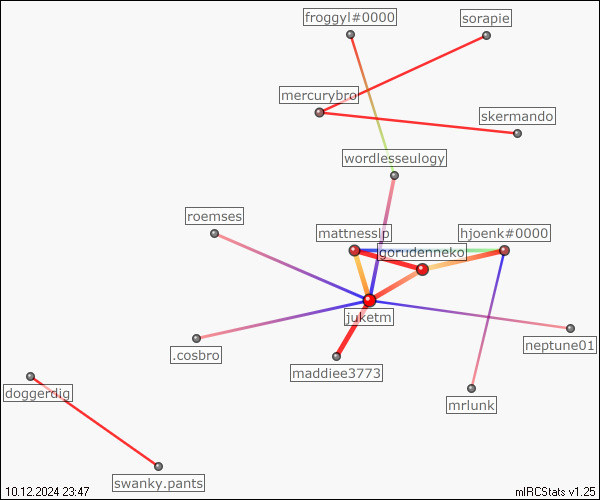 froggyl#0000
sorapie
mercurybro
skermando
wordlesseulogy
roemses
mattnesslp
hjoenk#0000
gorudenneko
juketm
.cosbro
neptune01
maddiee3773
doggerdig
mrlunk
swanky.pants
10.12.2024 23:47
mIRCStats v1.25